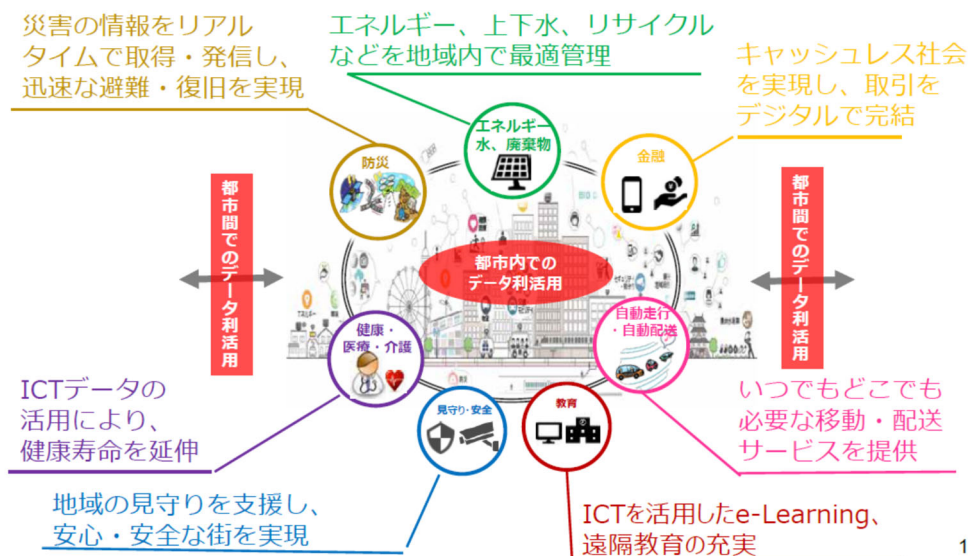 災害の情報をリアル
タイムで取得・発信し、
迅速な避難・復旧を実現
エネルギー、上下水、リサイクル
などを地域内で最適管理
キャッシュレス社会
を実現し、取引を
デジタルで完結
エネルギー
水、廃棄物
防災
金融
都市間でのデータ利活用
都市内での
データ利活用
都市間でのデータ利活用
健康・
医療・介護
自動走行
・自動配送
見守り・安全
教育
ICTデータの
活用により、
健康寿命を延伸
いつでもどこでも
必要な移動・配送
サービスを提供
地域の見守りを支援し、
安心・安全な街を実現
ICTを活用したe-Learning、
遠隔教育の充実
1